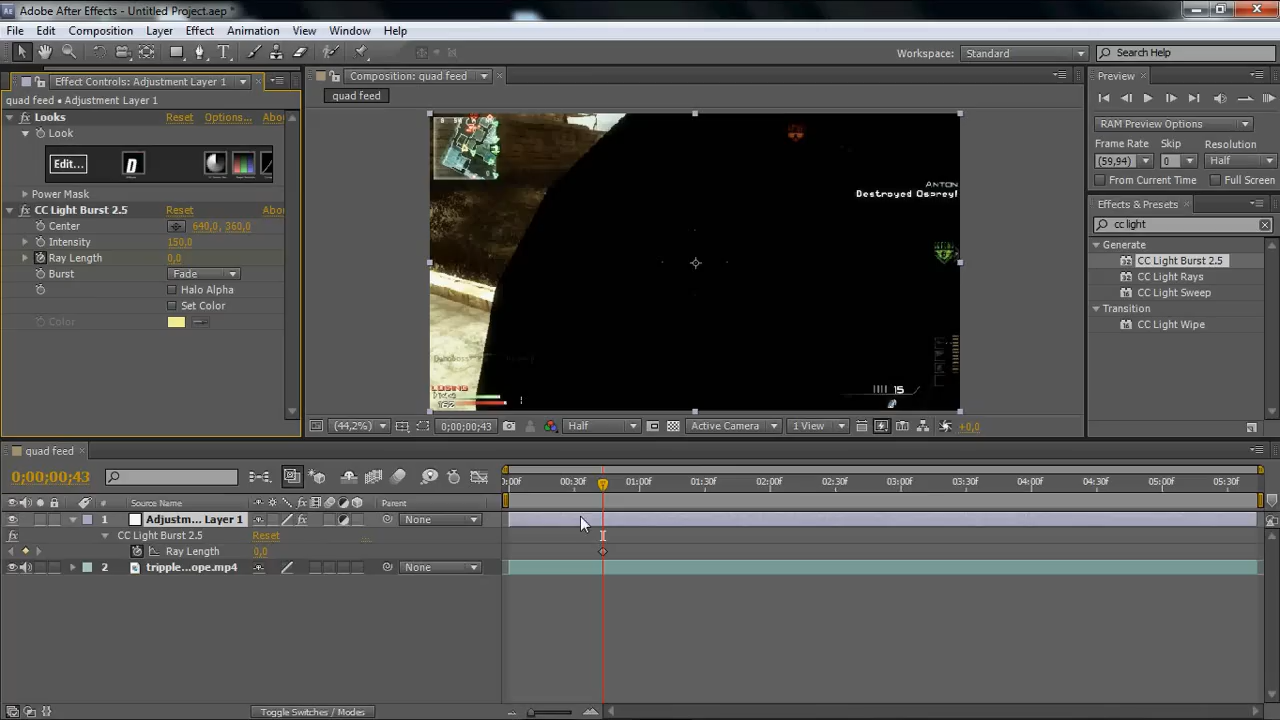 Adobe After Effects - Untitled Project.aep *
File Edit Composition Layer Effect Animation View Window Help
Workspace: Standard Search Help
Effect Controls: Adjustment Layer 1
Composition: quad feed
Preview
quad feed • Adjustment Layer 1
quad feed
Looks Reset Options... Abo
Look
Edit...
Power Mask
CC Light Burst 2.5 Reset Abo
Center 640,0, 360,0
Intensity 150,0
Ray Length 0,0
Burst Fade
Halo Alpha
Set Color
Color
RAM Preview Options
Frame Rate Skip Resolution
(59,94) 0 Half
From Current Time Full Screen
Effects & Presets
cc light
Generate
CC Light Burst 2.5
CC Light Rays
CC Light Sweep
Transition
CC Light Wipe
Destroyed Osprey!
LOSING
15
(44,2%) 0;00;00;43 Half Active Camera 1 View +0,0
quad feed
0;00;00;43
0:00f 00:30f 01:00f 01:30f 02:00f 02:30f 03:00f 03:30f 04:00f 04:30f 05:00f 05:30f
# Source Name Parent
1 Adjustm... Layer 1 None
CC Light Burst 2.5 Reset ...
Ray Length 0,0
2 tripple...ope.mp4 None
Toggle Switches / Modes